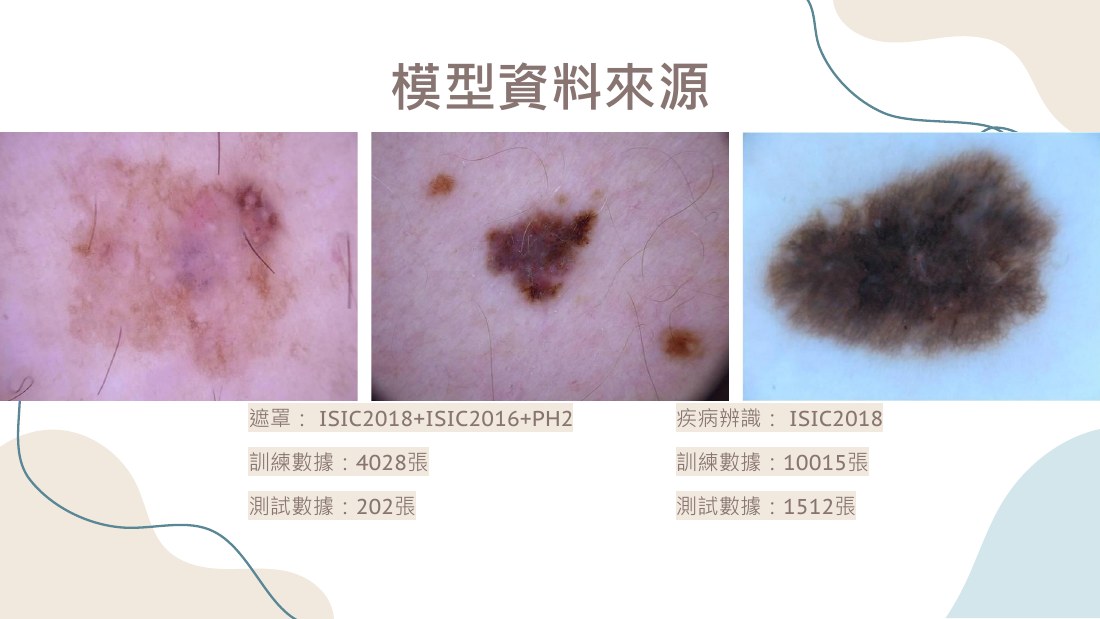 模型資料來源
遮罩： ISIC2018+ISIC2016+PH2
訓練數據：4028張
測試數據：202張
疾病辨識： ISIC2018
訓練數據：10015張
測試數據：1512張